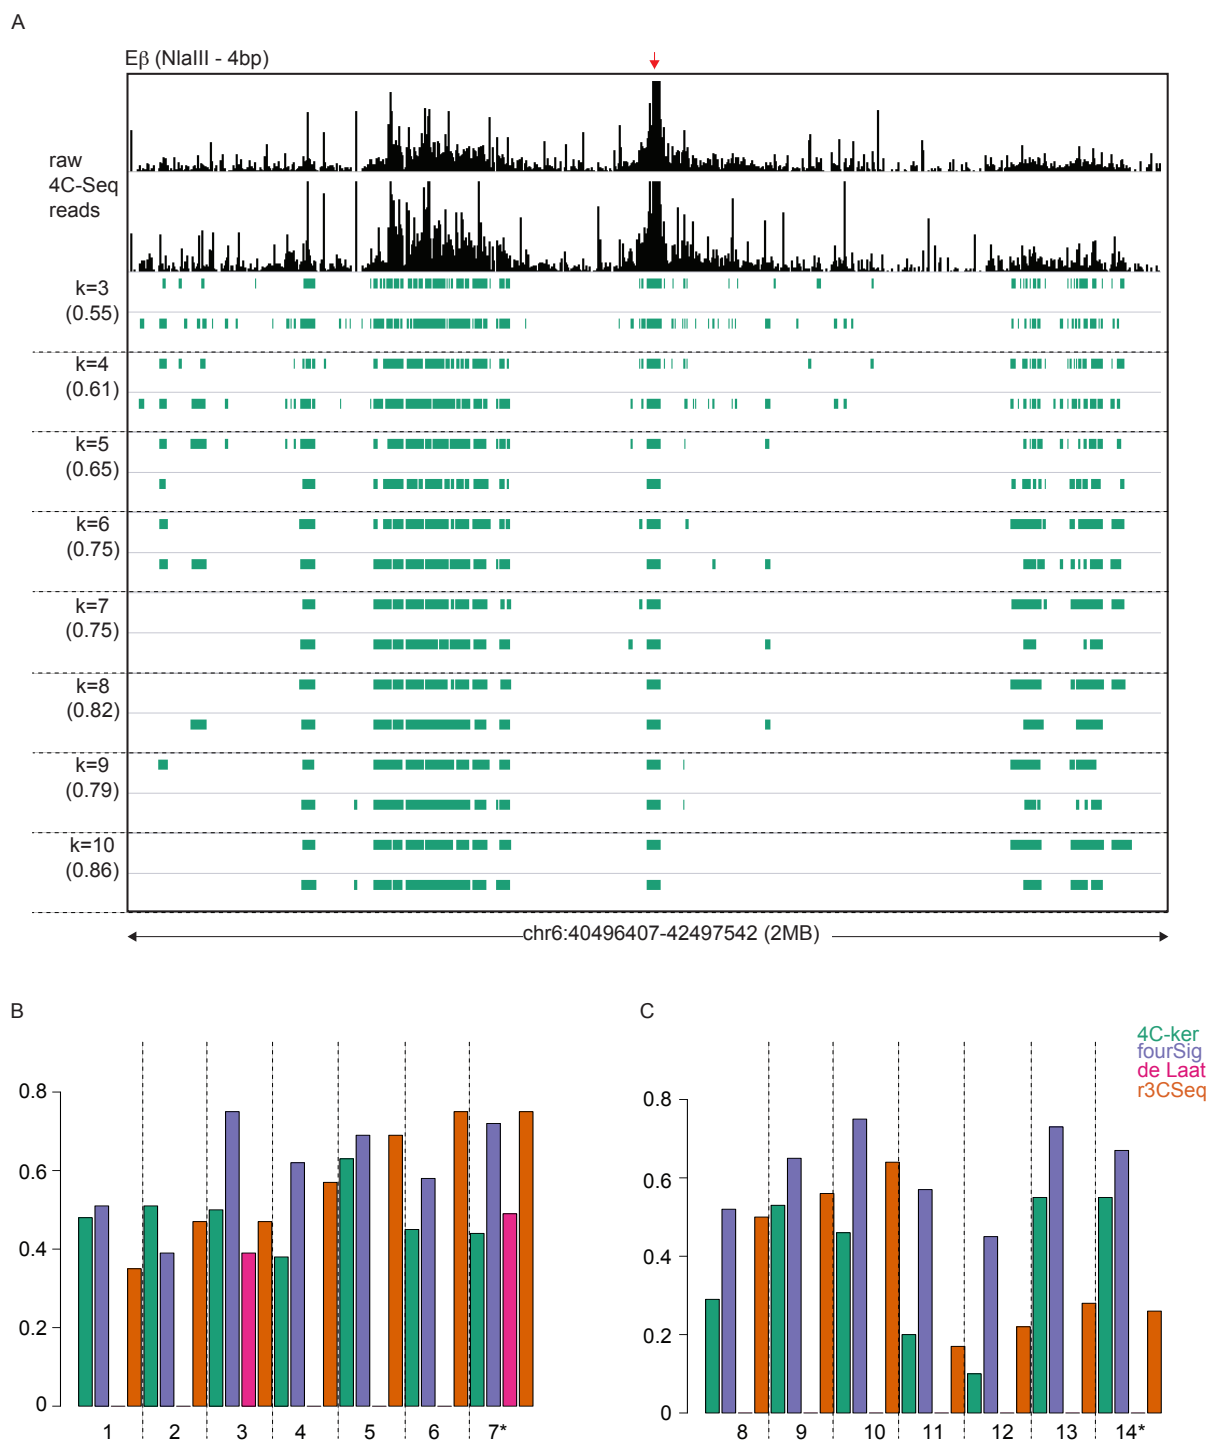 A
Eβ (NlaIII - 4bp)
raw
4C-Seq
reads
k=3
(0.55)
k=4
(0.61)
k=5
(0.65)
k=6
(0.75)
k=7
(0.75)
k=8
(0.82)
k=9
(0.79)
k=10
(0.86)
chr6:40496407-42497542 (2MB)
B
0.8
0.6
0.4
0.2
0
1 2 3 4 5 6 7*
C
4C-ker
fourSig
de Laat
r3CSeq
0.8
0.6
0.4
0.2
0
8 9 10 11 12 13 14*